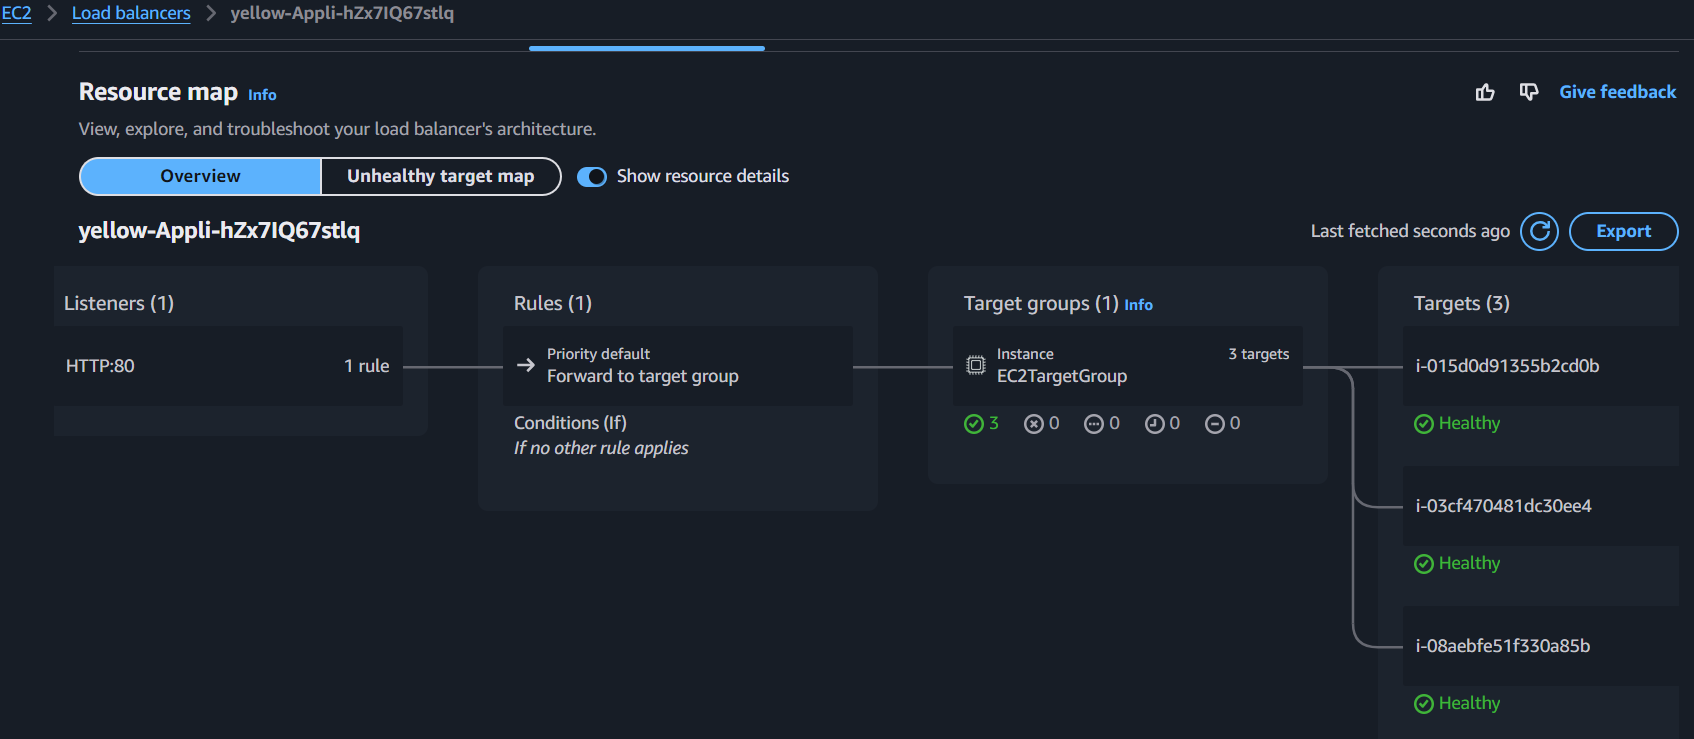 EC2 > Load balancers > yellow-Appli-hZx7IQ67stlq
Resource map Info
Give feedback
View, explore, and troubleshoot your load balancer's architecture.
Overview
Unhealthy target map
Show resource details
yellow-Appli-hZx7IQ67stlq
Last fetched seconds ago
Export
Listeners (1)
HTTP:80
1 rule
Rules (1)
Priority default
Forward to target group
Conditions (If)
If no other rule applies
Target groups (1) Info
Instance
3 targets
EC2TargetGroup
3 0 0 0 0
Targets (3)
i-015d0d91355b2cd0b
Healthy
i-03cf470481dc30ee4
Healthy
i-08aebfe51f330a85b
Healthy